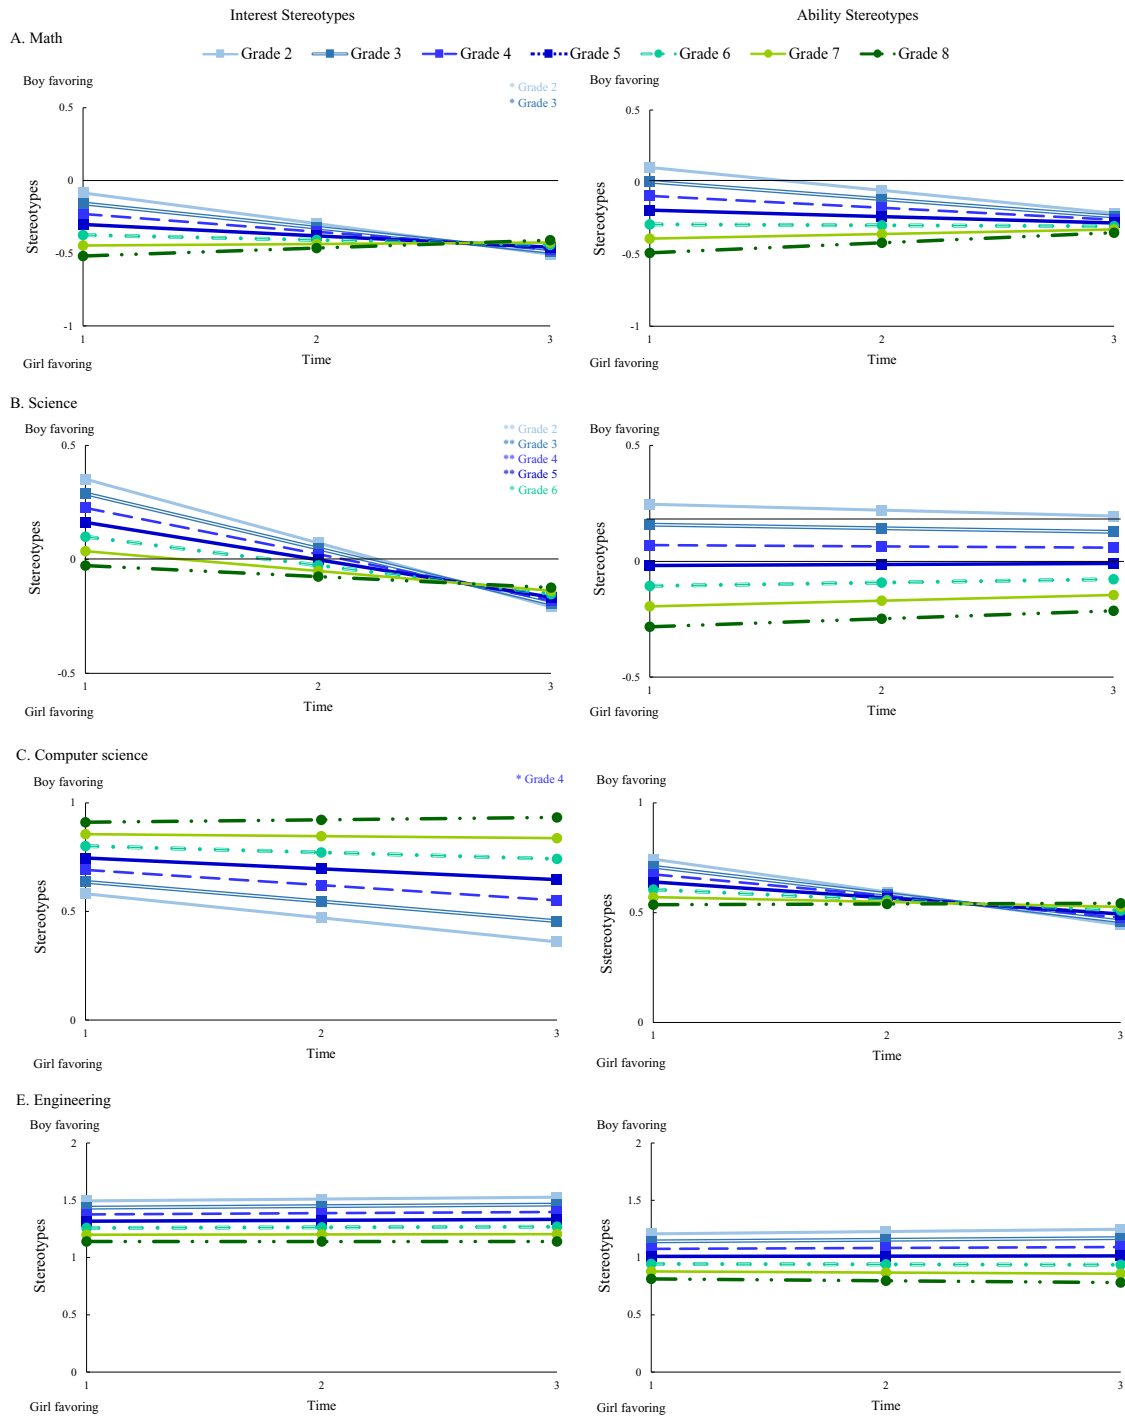 Interest Stereotypes Ability Stereotypes
A. Math
Grade 2 Grade 3 Grade 4 Grade 5 Grade 6 Grade 7 Grade 8
Boy favoring
* Grade 2
* Grade 3
0.5
0
-0.5
-1
Stereotypes
1 2 3
Time
Girl favoring
Boy favoring
0.5
0
-0.5
-1
Stereotypes
1 2 3
Time
Girl favoring
B. Science
Boy favoring
** Grade 2
** Grade 3
** Grade 4
** Grade 5
* Grade 6
0.5
0
-0.5
Stereotypes
1 2 3
Time
Girl favoring
Boy favoring
0.5
0
-0.5
Stereotypes
1 2 3
Time
Girl favoring
C. Computer science
Boy favoring
* Grade 4
1
0.5
0
Stereotypes
1 2 3
Time
Girl favoring
Boy favoring
1
0.5
0
Sstereotypes
1 2 3
Time
Girl favoring
E. Engineering
Boy favoring
2
1.5
1
0.5
0
Stereotypes
1 2 3
Time
Girl favoring
Boy favoring
2
1.5
1
0.5
0
Stereotypes
1 2 3
Time
Girl favoring